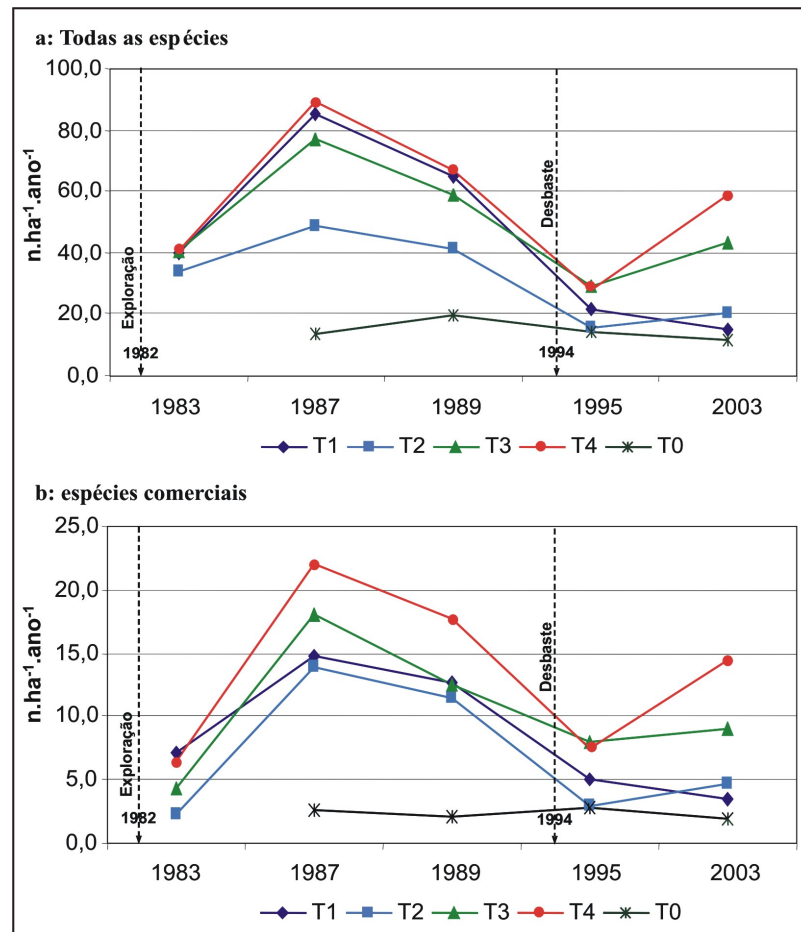 a: Todas as espécies
100,0
80,0
60,0
40,0
20,0
0,0
n.ha⁻¹.ano⁻¹
Exploração
1982
Desbaste
1994
1983 1987 1989 1995 2003
T1 T2 T3 T4 T0
b: espécies comerciais
25,0
20,0
15,0
10,0
5,0
0,0
n.ha⁻¹.ano⁻¹
Exploração
1982
Desbaste
1994
1983 1987 1989 1995 2003
T1 T2 T3 T4 T0